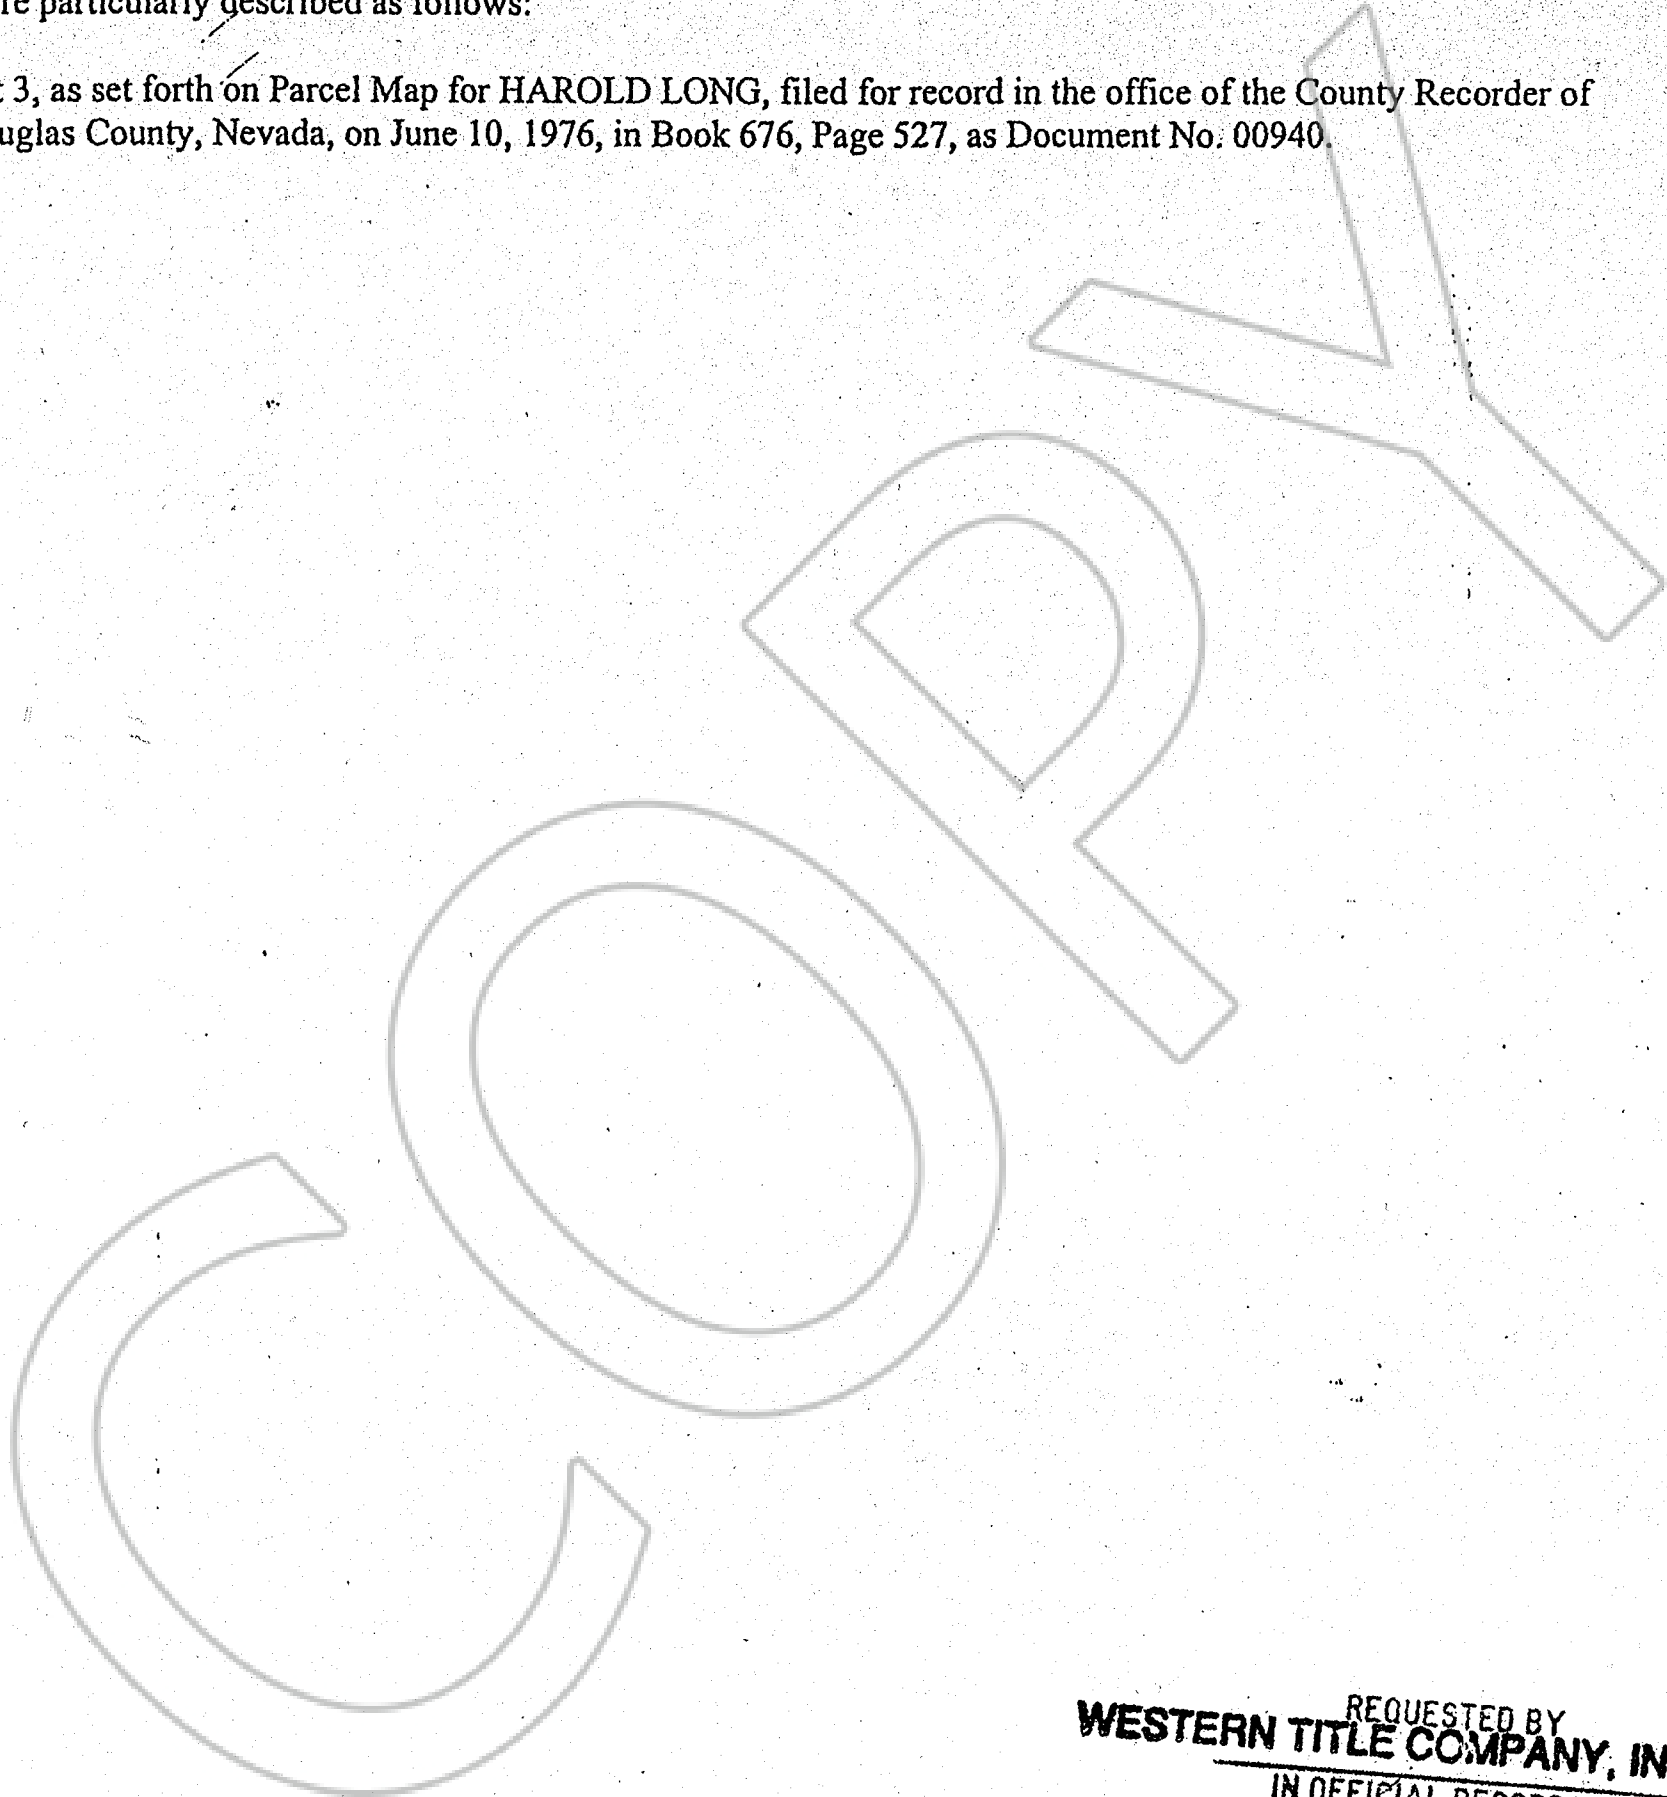 particularly described as follows:
3, as set forth on Parcel Map for HAROLD LONG, filed for record in the office of the County Recorder of
uglas County, Nevada, on June 10, 1976, in Book 676, Page 527, as Document No. 00940.
COPY
REQUESTED BY
WESTERN TITLE COMPANY, IN
IN OFFICIAL RECORDS